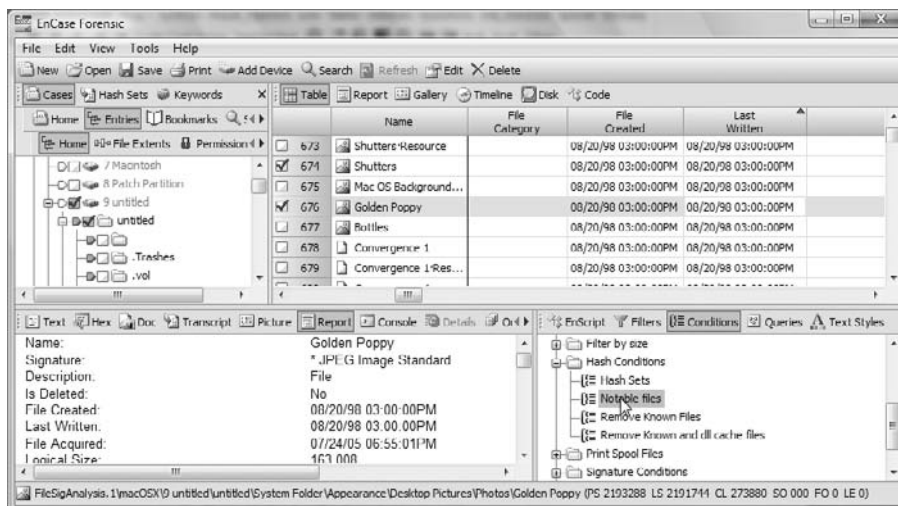 EnCase Forensic
File Edit View Tools Help
New Open Save Print Add Device Search Refresh Edit Delete
Cases Hash Sets Keywords
Table Report Gallery Timeline Disk Code
Home Entries Bookmarks
Home File Extents Permission
7 Macintosh
8 Patch Partition
9 untitled
untitled
.Trashes
.vol
Name File Category File Created Last Written
673 Shutters·Resource 08/20/98 03:00:00PM 08/20/98 03:00:00PM
674 Shutters 08/20/98 03:00:00PM 08/20/98 03:00:00PM
675 Mac OS Background... 08/20/98 03:00:00PM 08/20/98 03:00:00PM
676 Golden Poppy 08/20/98 03:00:00PM 08/20/98 03:00:00PM
677 Bottles 08/20/98 03:00:00PM 08/20/98 03:00:00PM
678 Convergence 1 08/20/98 03:00:00PM 08/20/98 03:00:00PM
679 Convergence 1·Res... 08/20/98 03:00:00PM 08/20/98 03:00:00PM
Text Hex Doc Transcript Picture Report Console Details
Name: Golden Poppy
Signature: * JPEG Image Standard
Description: File
Is Deleted: No
File Created: 08/20/98 03:00:00PM
Last Written: 08/20/98 03:00:00PM
File Acquired: 07/24/05 06:55:01PM
Logical Size: 163,008
EnScript Filters Conditions Queries Text Styles
Filter by size
Hash Conditions
Hash Sets
Notable files
Remove Known Files
Remove Known and dll cache files
Print Spool Files
Signature Conditions
FileSigAnalysis.1\macOSX\9 untitled\untitled\System Folder\Appearance\Desktop Pictures\Photos\Golden Poppy (PS 2193288 LS 2191744 CL 273880 SO 000 FO 0 LE 0)